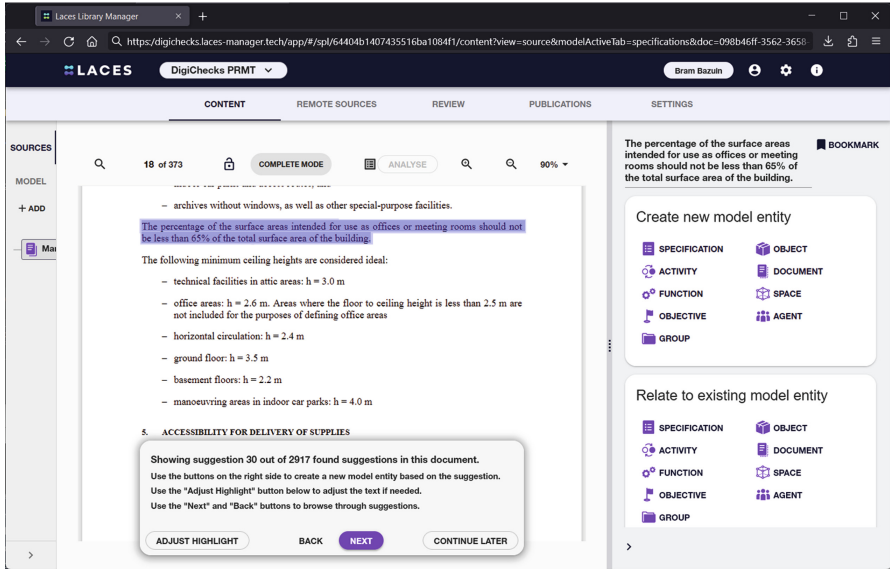 Laces Library Manager
https:/digichecks.laces-manager.tech/app/#/spl/64404b1407435516ba1084f1/content?view=source&modelActiveTab=specifications&doc=098b46ff-3562-3658-
LACES
DigiChecks PRMT
Bram Bazuin
CONTENT
REMOTE SOURCES
REVIEW
PUBLICATIONS
SETTINGS
SOURCES
MODEL
+ ADD
Mar
18 of 373
COMPLETE MODE
ANALYSE
90%
– archives without windows, as well as other special-purpose facilities.
The percentage of the surface areas intended for use as offices or meeting rooms should not
be less than 65% of the total surface area of the building.
The following minimum ceiling heights are considered ideal:
– technical facilities in attic areas: h = 3.0 m
– office areas: h = 2.6 m. Areas where the floor to ceiling height is less than 2.5 m are
not included for the purposes of defining office areas
– horizontal circulation: h = 2.4 m
– ground floor: h = 3.5 m
– basement floors: h = 2.2 m
– manoeuvring areas in indoor car parks: h = 4.0 m
5. ACCESSIBILITY FOR DELIVERY OF SUPPLIES
Showing suggestion 30 out of 2917 found suggestions in this document.
Use the buttons on the right side to create a new model entity based on the suggestion.
Use the "Adjust Highlight" button below to adjust the text if needed.
Use the "Next" and "Back" buttons to browse through suggestions.
ADJUST HIGHLIGHT
BACK
NEXT
CONTINUE LATER
The percentage of the surface areas
intended for use as offices or meeting
rooms should not be less than 65% of
the total surface area of the building.
BOOKMARK
Create new model entity
SPECIFICATION
OBJECT
ACTIVITY
DOCUMENT
FUNCTION
SPACE
OBJECTIVE
AGENT
GROUP
Relate to existing model entity
SPECIFICATION
OBJECT
ACTIVITY
DOCUMENT
FUNCTION
SPACE
OBJECTIVE
AGENT
GROUP